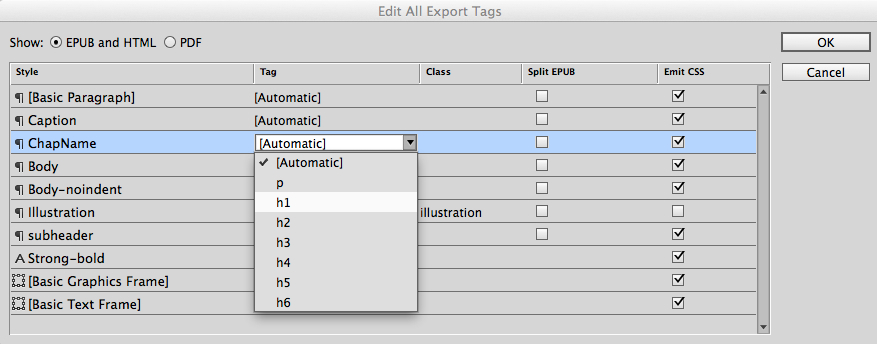 Edit All Export Tags
Show: EPUB and HTML PDF
OK
Cancel
Style Tag Class Split EPUB Emit CSS
¶ [Basic Paragraph] [Automatic]
¶ Caption [Automatic]
¶ ChapName [Automatic]
¶ Body ✓ [Automatic]
p
¶ Body-noindent
h1
¶ Illustration illustration
h2
¶ subheader
h3
A Strong-bold
h4
[Basic Graphics Frame]
h5
[Basic Text Frame]
h6